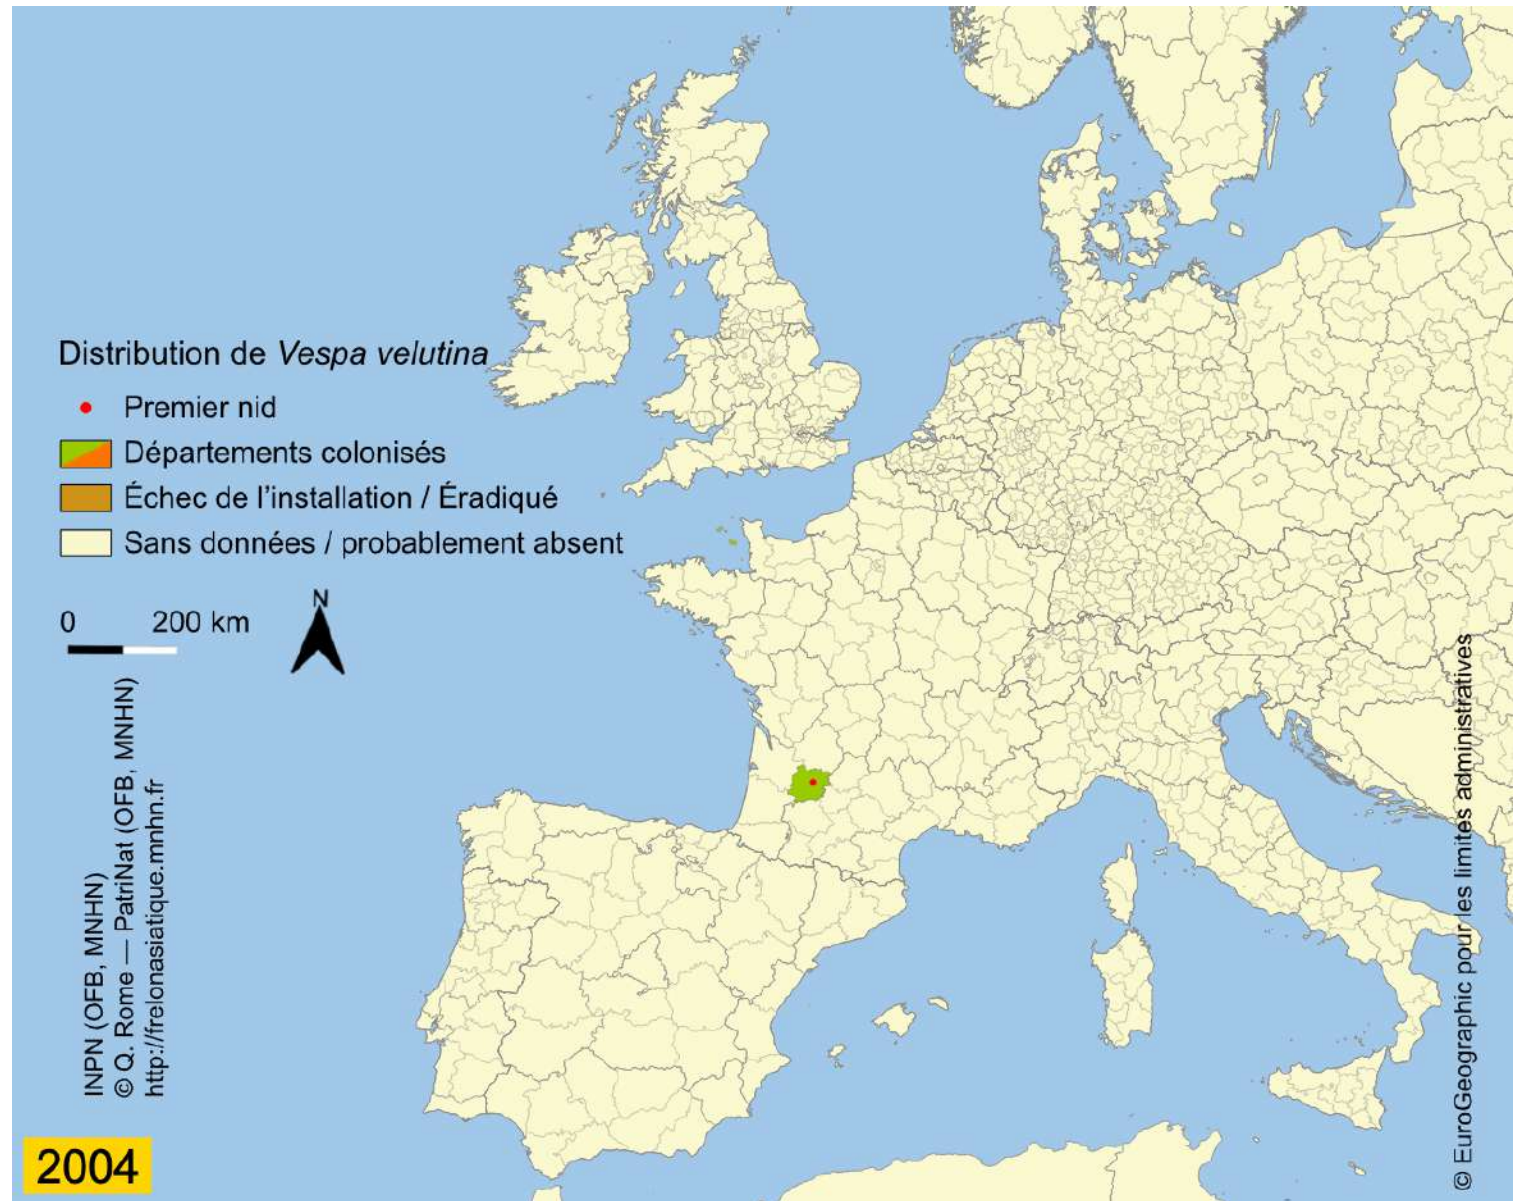 Distribution de Vespa velutina
Premier nid
Départements colonisés
Échec de l'installation / Éradiqué
Sans données / probablement absent
0 200 km
N
INPN (OFB, MNHN)
© Q. Rome — PatriNat (OFB, MNHN)
http://frelonasiatique.mnhn.fr
© EuroGeographic pour les limites administratives
2004